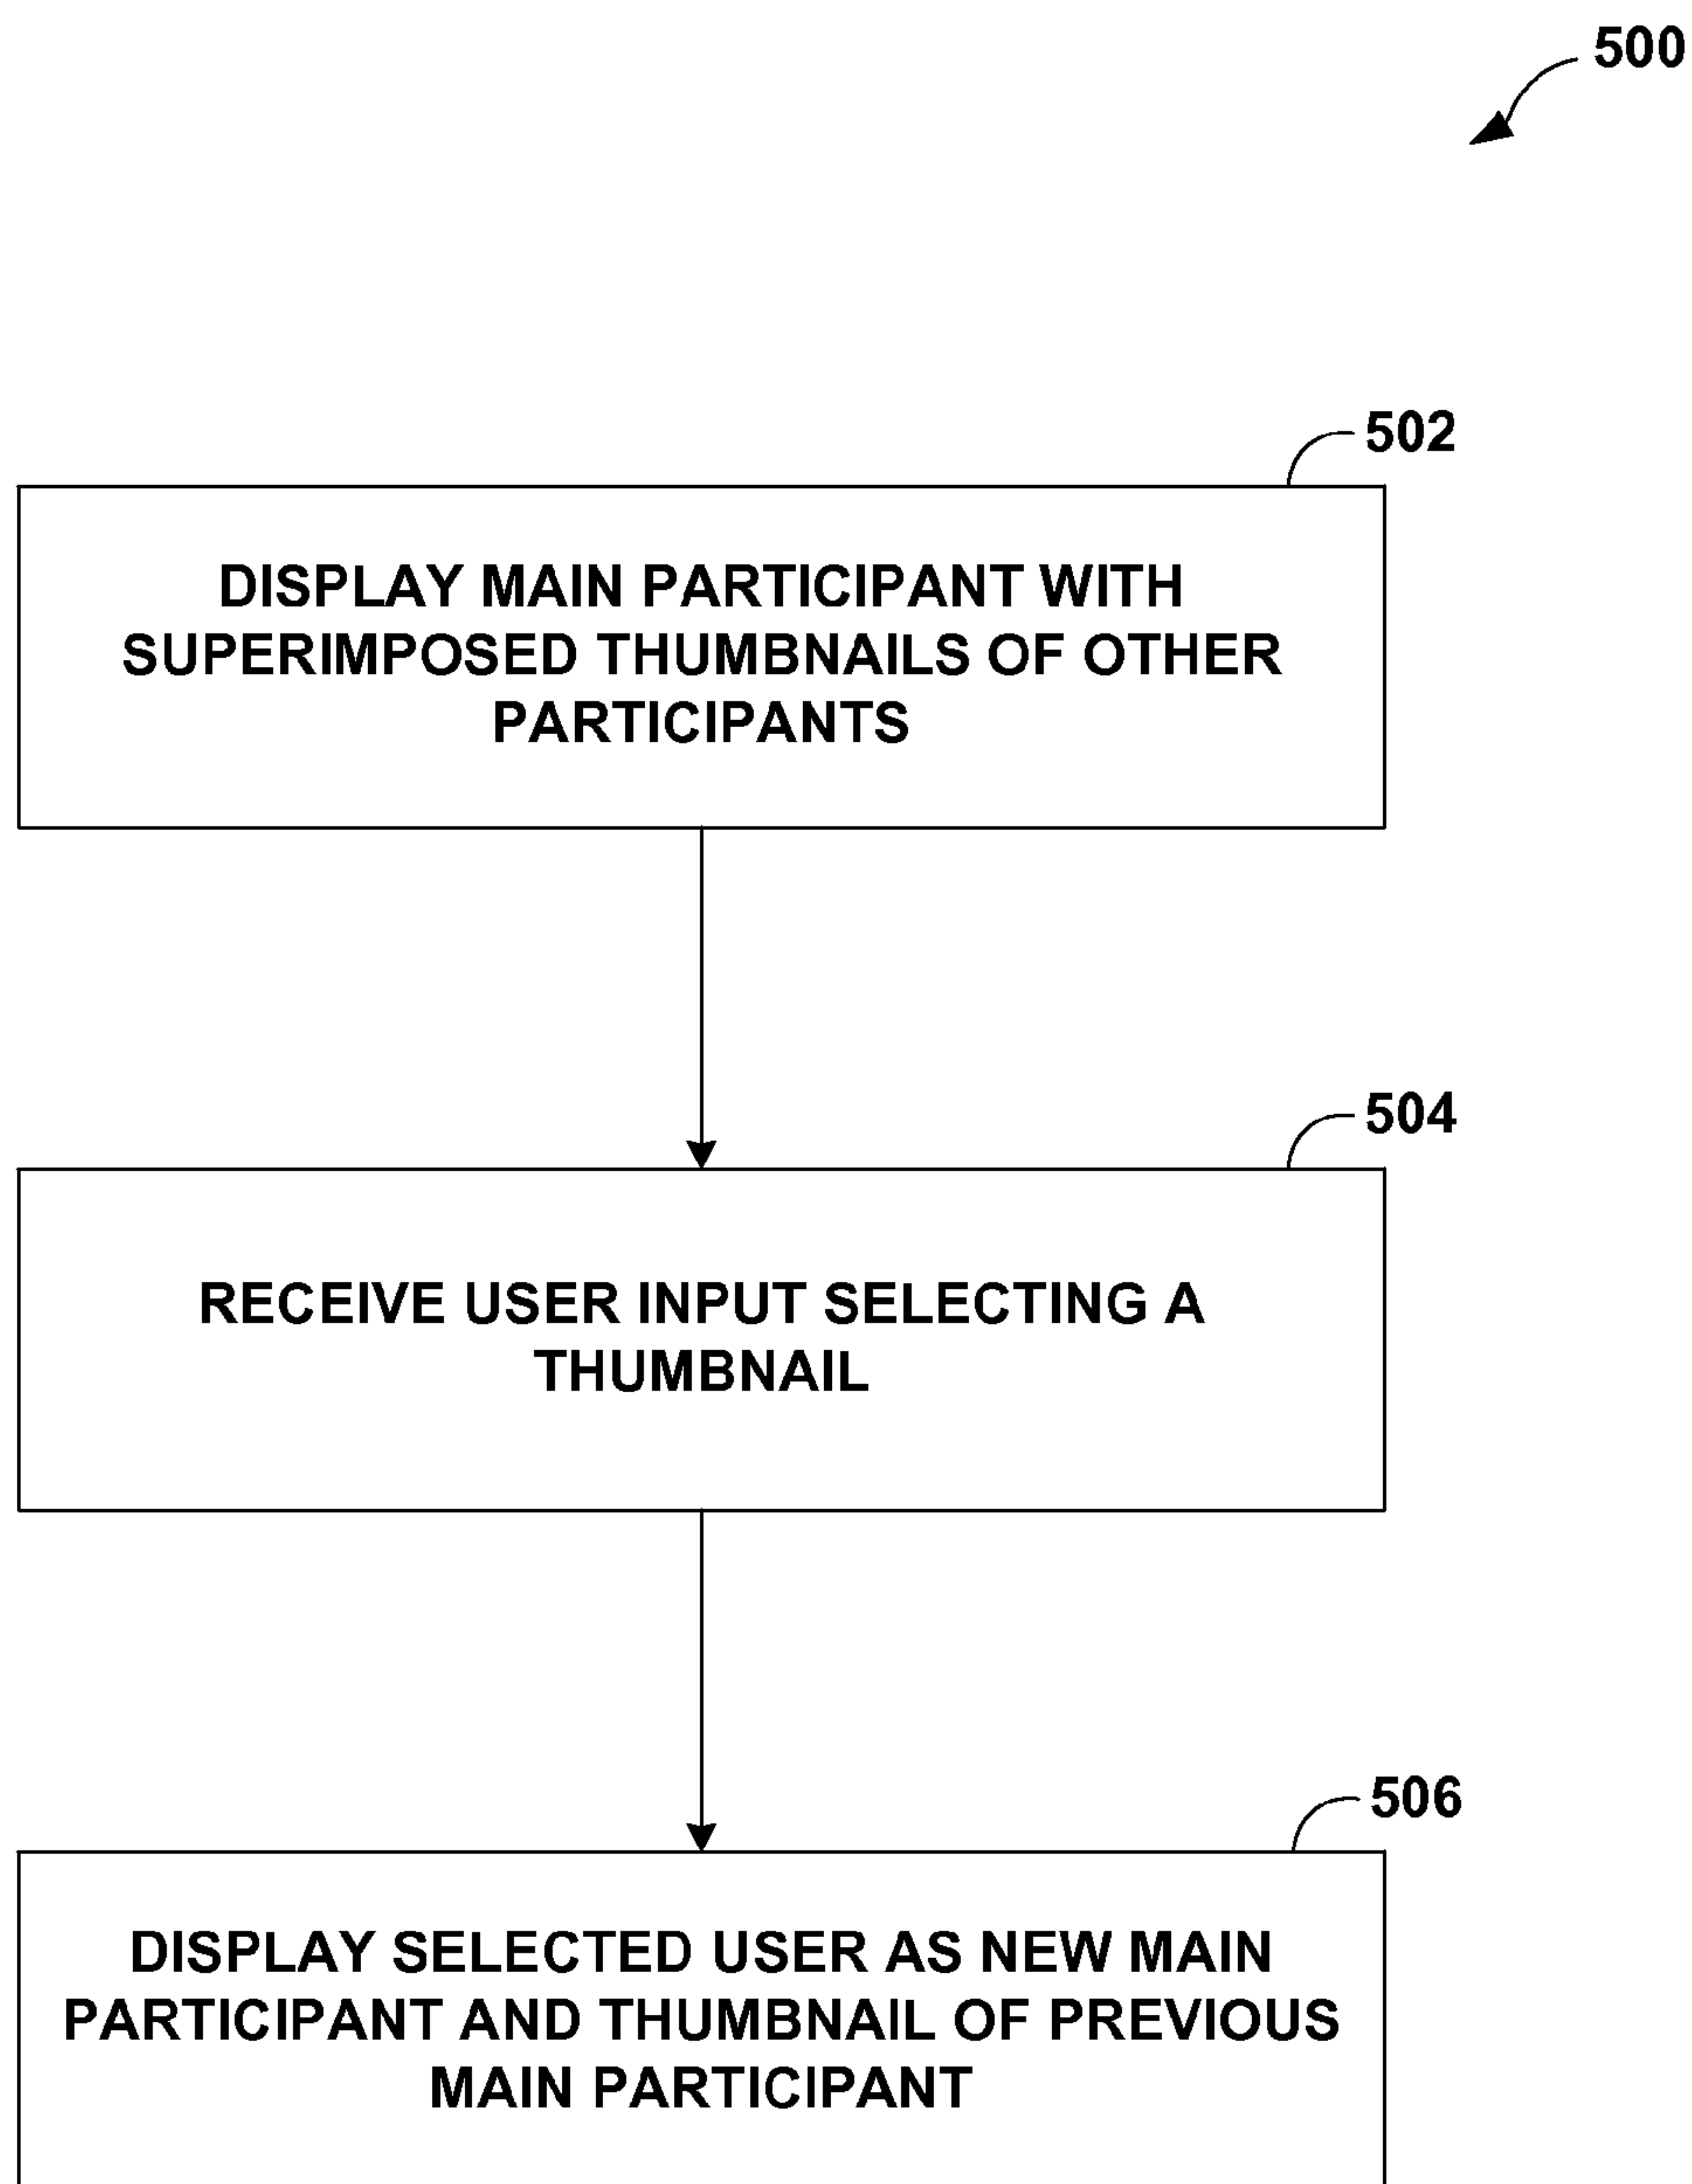 500
502
DISPLAY MAIN PARTICIPANT WITH
SUPERIMPOSED THUMBNAILS OF OTHER
PARTICIPANTS
504
RECEIVE USER INPUT SELECTING A
THUMBNAIL
506
DISPLAY SELECTED USER AS NEW MAIN
PARTICIPANT AND THUMBNAIL OF PREVIOUS
MAIN PARTICIPANT